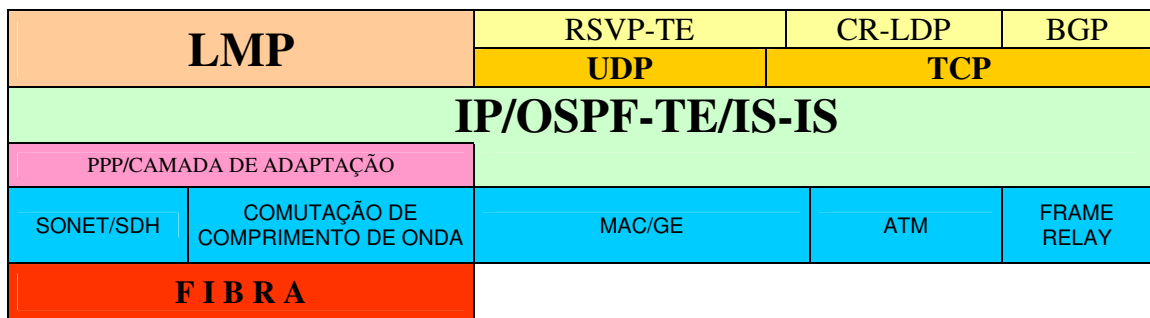 LMP
RSVP-TE
CR-LDP
BGP
UDP
TCP
IP/OSPF-TE/IS-IS
PPP/CAMADA DE ADAPTAÇÃO
SONET/SDH
COMUTAÇÃO DE
COMPRIMENTO DE ONDA
MAC/GE
ATM
FRAME
RELAY
F I B R A